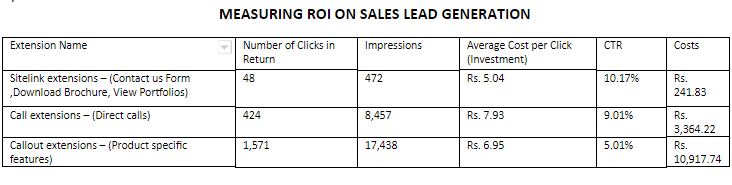 MEASURING ROI ON SALES LEAD GENERATION
Extension Name
Number of Clicks in Return
Impressions
Average Cost per Click (Investment)
CTR
Costs
Sitelink extensions – (Contact us Form ,Download Brochure, View Portfolios)
48
472
Rs. 5.04
10.17%
Rs. 241.83
Call extensions – (Direct calls)
424
8,457
Rs. 7.93
9.01%
Rs. 3,364.22
Callout extensions – (Product specific features)
1,571
17,438
Rs. 6.95
5.01%
Rs. 10,917.74